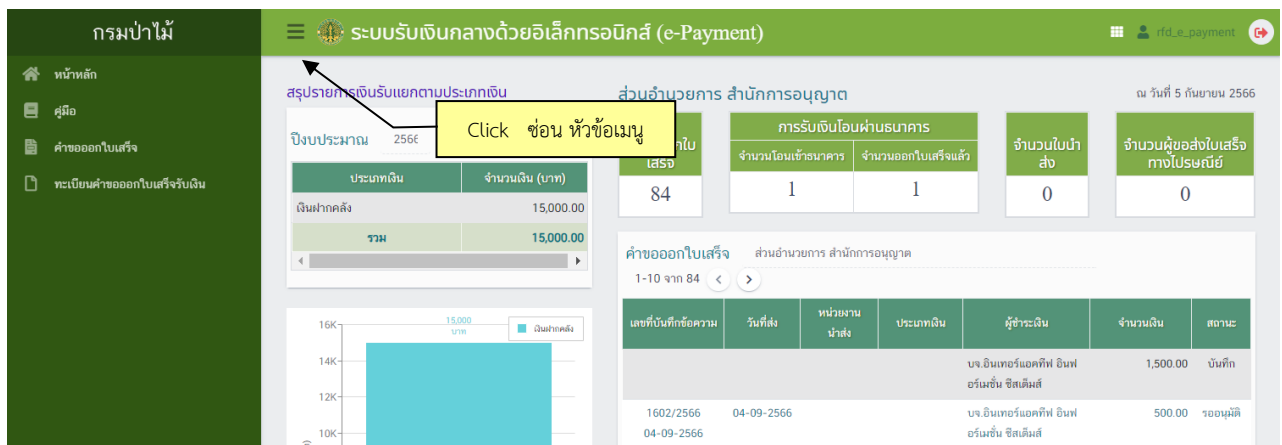 กรมป่าไม้
ระบบรับเงินกลางด้วยอิเล็กทรอนิกส์ (e-Payment)
rfd_e_payment
หน้าหลัก
คู่มือ
คำขอออกใบเสร็จ
ทะเบียนคำขอออกใบเสร็จรับเงิน
สรุปรายการเงินรับแยกตามประเภทเงิน
Click ซ่อน หัวข้อเมนู
ปีงบประมาณ 2566
ประเภทเงิน จำนวนเงิน (บาท)
เงินฝากคลัง 15,000.00
รวม 15,000.00
15,000
บาท
เงินฝากคลัง
16K
14K
12K
10K
ส่วนอำนวยการ สำนักการอนุญาต
ณ วันที่ 5 กันยายน 2566
ใบ
เสร็จ
84
การรับเงินโอนผ่านธนาคาร
จำนวนโอนเข้าธนาคาร จำนวนออกใบเสร็จแล้ว
1 1
จำนวนใบนำ
ส่ง
0
จำนวนผู้ขอส่งใบเสร็จ
ทางไปรษณีย์
0
คำขอออกใบเสร็จ ส่วนอำนวยการ สำนักการอนุญาต
1-10 จาก 84
เลขที่บันทึกข้อความ วันที่ส่ง หน่วยงาน
นำส่ง ประเภทเงิน ผู้ชำระเงิน จำนวนเงิน สถานะ
บจ.อินเทอร์แอคทีฟ อินฟ
อร์เมชั่น ซิสเต็มส์ 1,500.00 บันทึก
1602/2566
04-09-2566 04-09-2566 บจ.อินเทอร์แอคทีฟ อินฟ
อร์เมชั่น ซิสเต็มส์ 500.00 รออนุมัติ